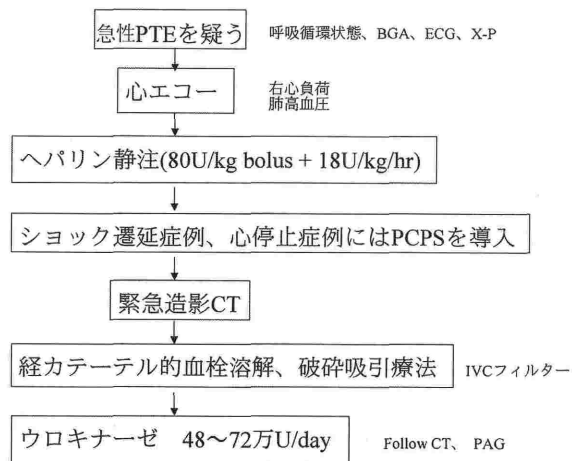 急性PTEを疑う 呼吸循環状態、BGA、ECG、X-P
心エコー 右心負荷
肺高血圧
ヘパリン静注(80U/kg bolus + 18U/kg/hr)
ショック遷延症例、心停止症例にはPCPSを導入
緊急造影CT
経カテーテル的血栓溶解、破砕吸引療法 IVCフィルター
ウロキナーゼ 48〜72万U/day Follow CT、 PAG